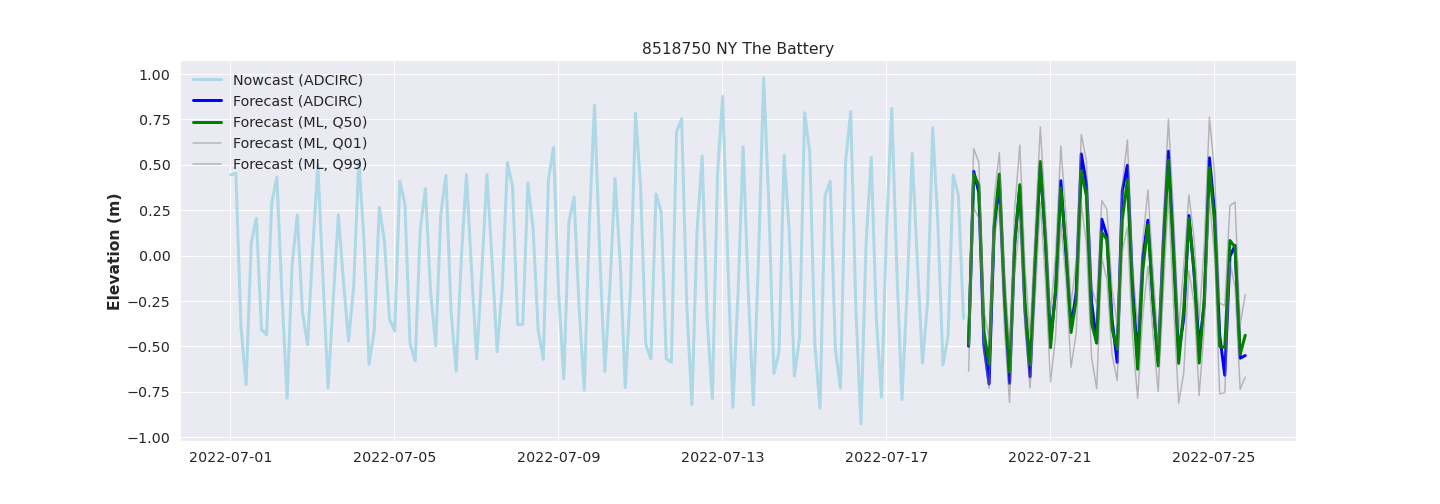 8518750 NY The Battery
Elevation (m)
1.00
0.75
0.50
0.25
0.00
−0.25
−0.50
−0.75
−1.00
Nowcast (ADCIRC)
Forecast (ADCIRC)
Forecast (ML, Q50)
Forecast (ML, Q01)
Forecast (ML, Q99)
2022-07-01 2022-07-05 2022-07-09 2022-07-13 2022-07-17 2022-07-21 2022-07-25